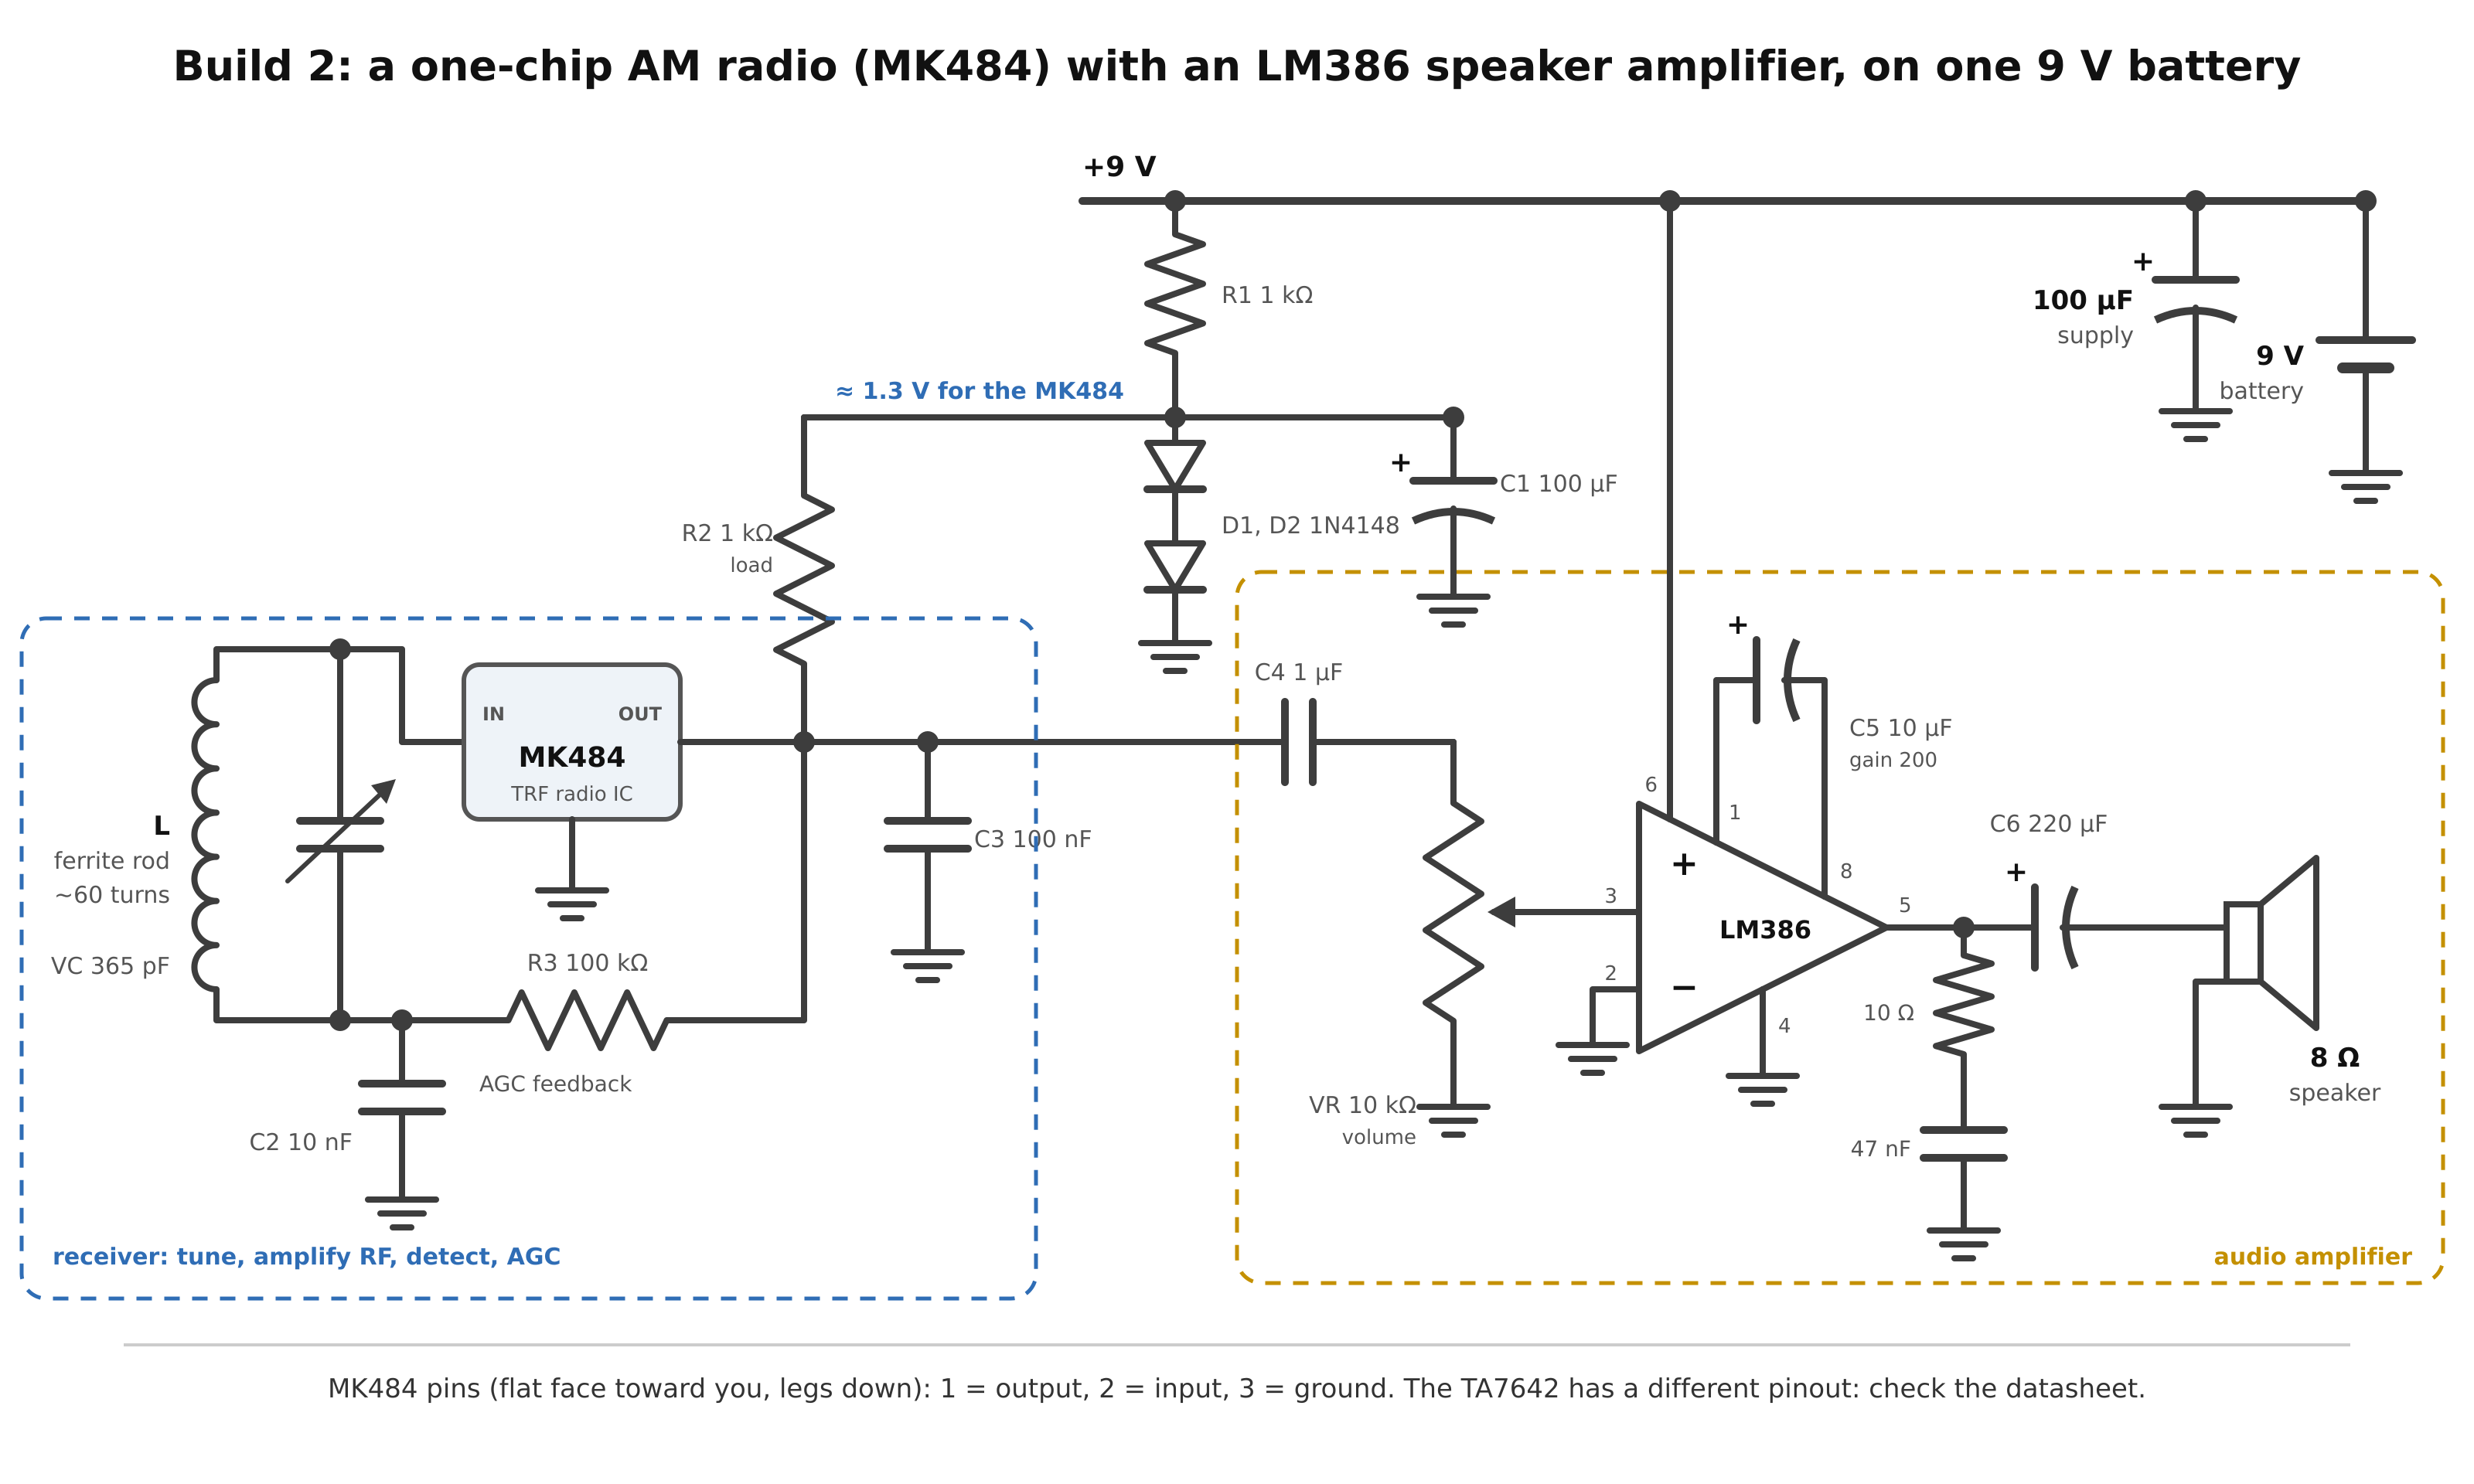 Build 2: a one-chip AM radio (MK484) with an LM386 speaker amplifier, on one 9 V battery
+9 V
R1 1 kΩ
+
100 µF
supply
9 V
battery
≈ 1.3 V for the MK484
+
C1 100 µF
D1, D2 1N4148
R2 1 kΩ
load
IN
OUT
MK484
TRF radio IC
L
ferrite rod
~60 turns
VC 365 pF
C3 100 nF
R3 100 kΩ
AGC feedback
C2 10 nF
receiver: tune, amplify RF, detect, AGC
C4 1 µF
+
C5 10 µF
gain 200
6
1
8
3
+
LM386
2
−
4
5
C6 220 µF
+
10 Ω
47 nF
VR 10 kΩ
volume
8 Ω
speaker
audio amplifier
MK484 pins (flat face toward you, legs down): 1 = output, 2 = input, 3 = ground. The TA7642 has a different pinout: check the datasheet.